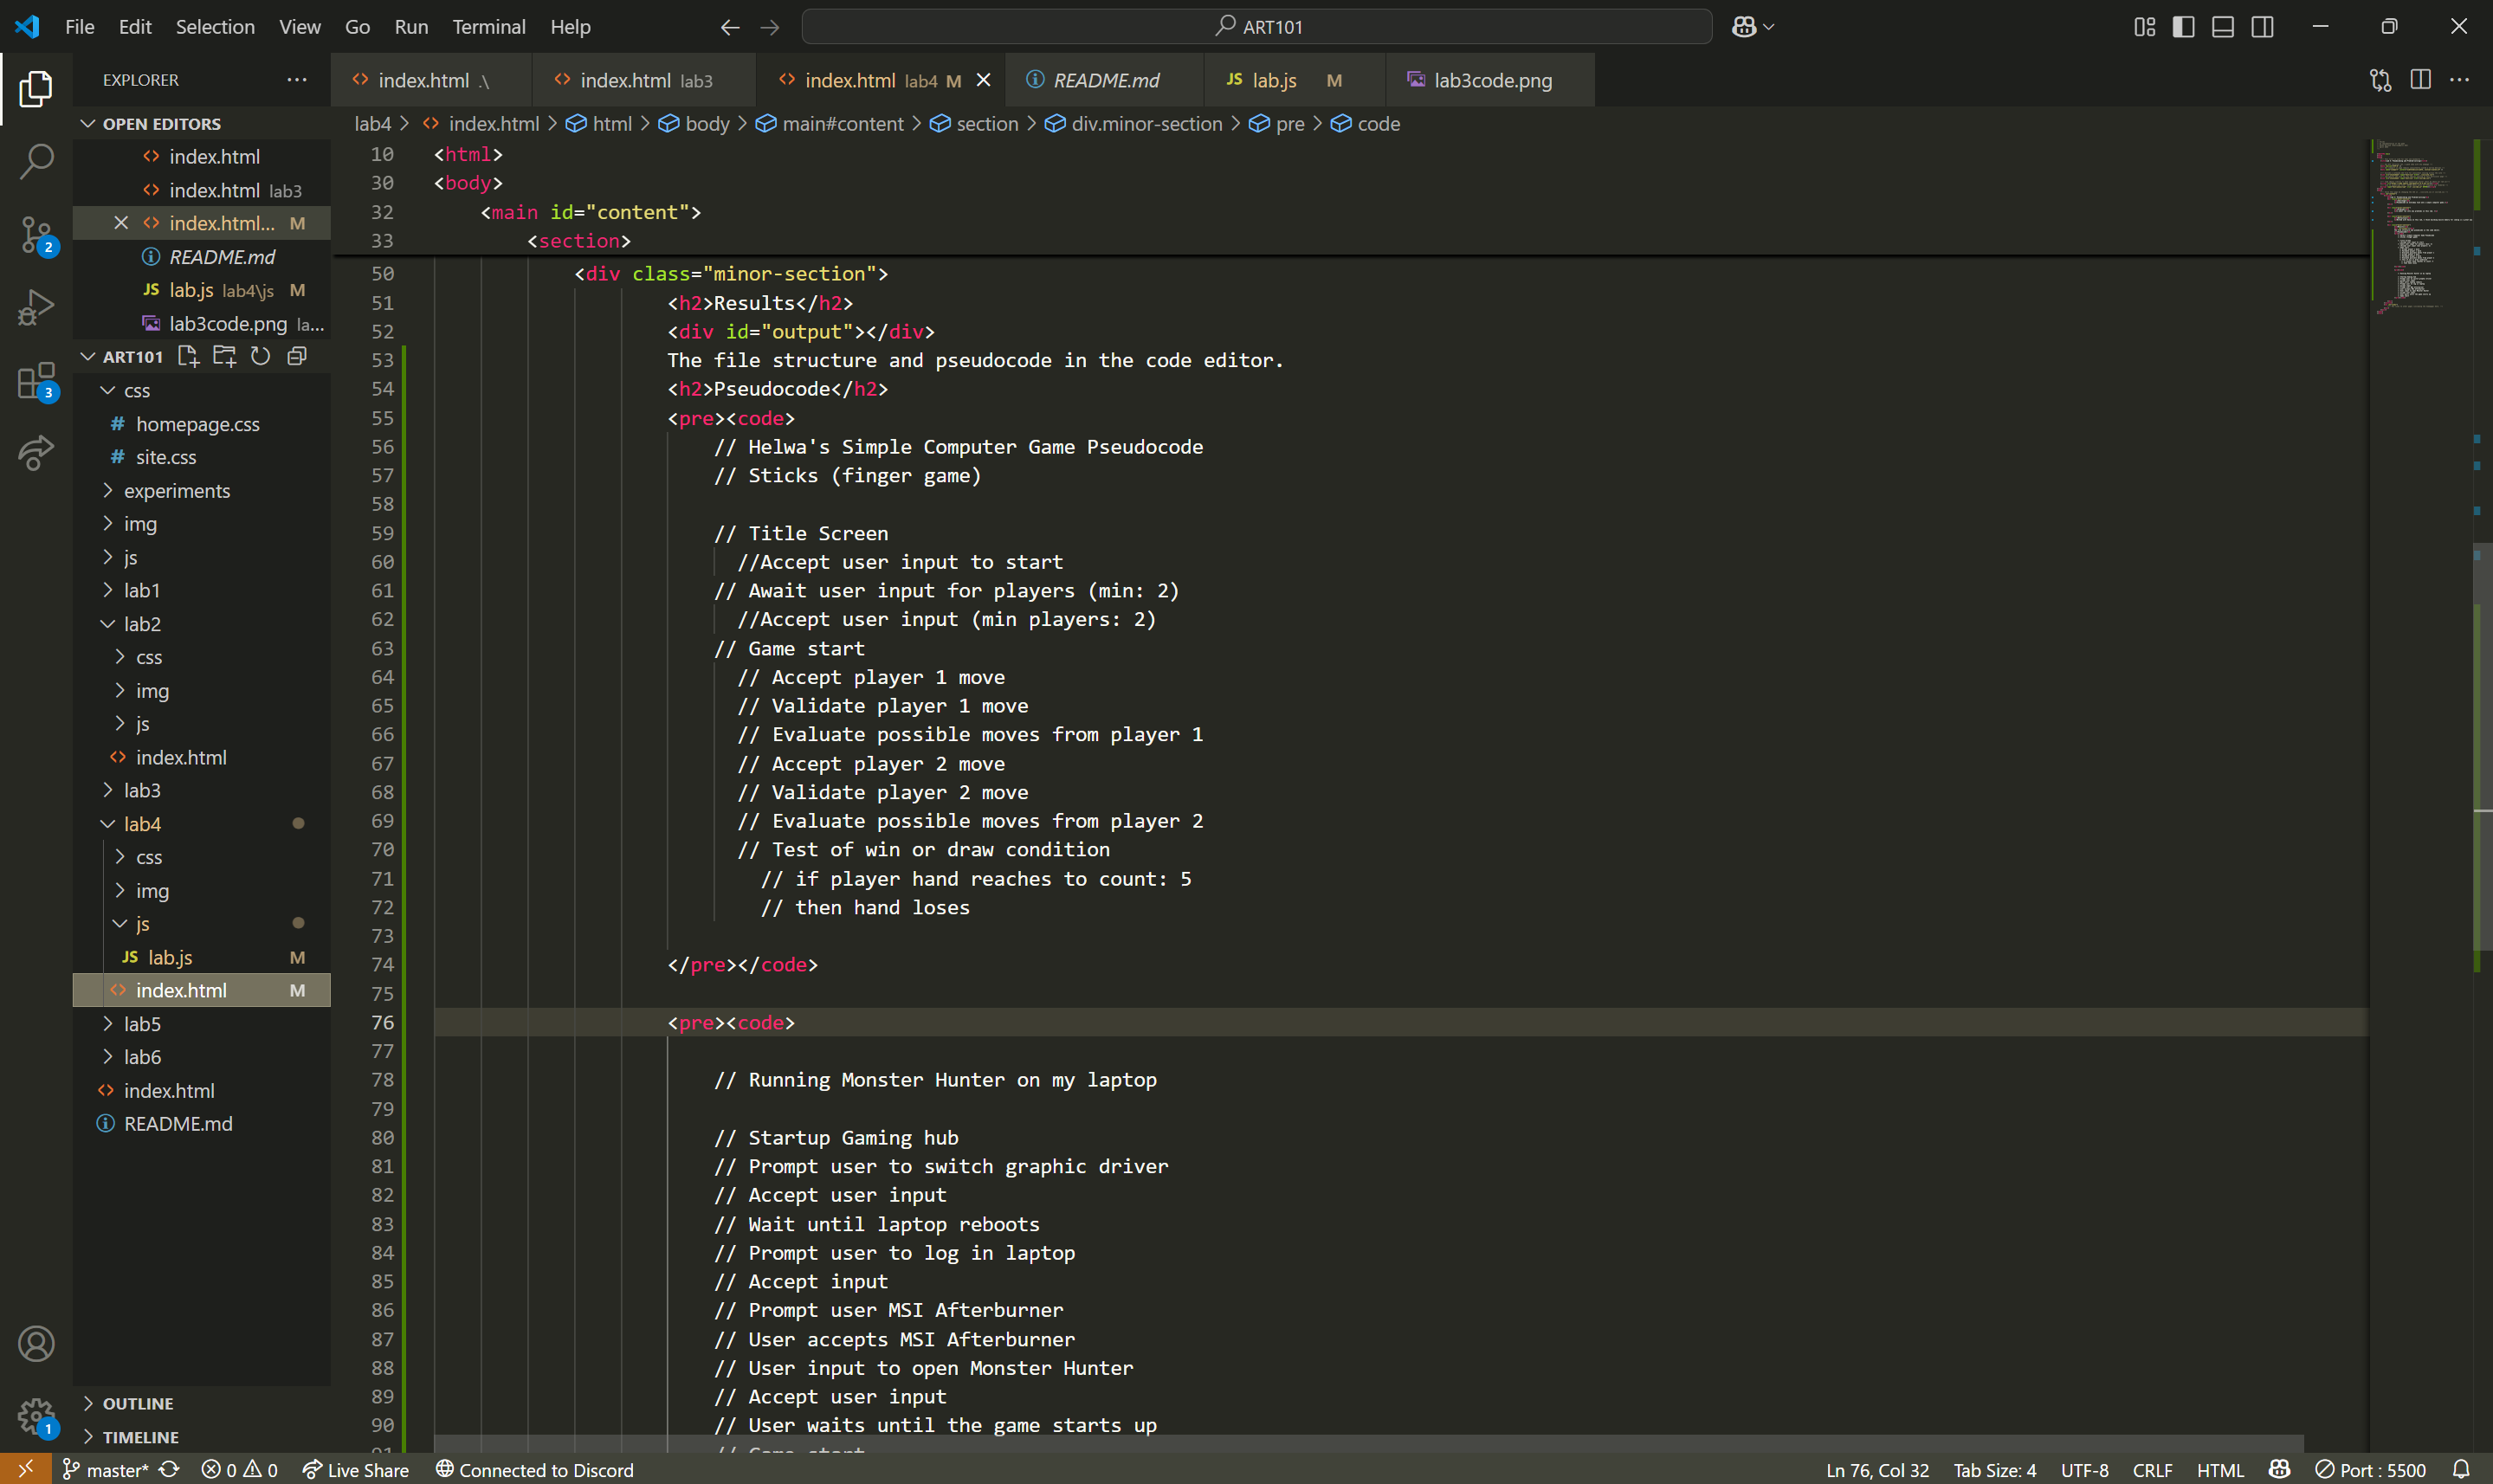 File Edit Selection View Go Run Terminal Help ART101
EXPLORER
index.html .\ index.html lab3 index.html lab4 M README.md JS lab.js M lab3code.png
OPEN EDITORS
index.html
index.html lab3
index.html... M
README.md
JS lab.js lab4\js M
lab3code.png la...
ART101
css
# homepage.css
# site.css
experiments
img
js
lab1
lab2
css
img
js
index.html
lab3
lab4
css
img
js
JS lab.js M
index.html M
lab5
lab6
index.html
README.md
OUTLINE
TIMELINE
2
3
1
lab4 > index.html > html > body > main#content > section > div.minor-section > pre > code
10 <html>
30 <body>
32 <main id="content">
33 <section>
50 <div class="minor-section">
51 <h2>Results</h2>
52 <div id="output"></div>
53 The file structure and pseudocode in the code editor.
54 <h2>Pseudocode</h2>
55 <pre><code>
56 // Helwa's Simple Computer Game Pseudocode
57 // Sticks (finger game)
58
59 // Title Screen
60 //Accept user input to start
61 // Await user input for players (min: 2)
62 //Accept user input (min players: 2)
63 // Game start
64 // Accept player 1 move
65 // Validate player 1 move
66 // Evaluate possible moves from player 1
67 // Accept player 2 move
68 // Validate player 2 move
69 // Evaluate possible moves from player 2
70 // Test of win or draw condition
71 // if player hand reaches to count: 5
72 // then hand loses
73
74 </pre></code>
75
76 <pre><code>
77
78 // Running Monster Hunter on my laptop
79
80 // Startup Gaming hub
81 // Prompt user to switch graphic driver
82 // Accept user input
83 // Wait until laptop reboots
84 // Prompt user to log in laptop
85 // Accept input
86 // Prompt user MSI Afterburner
87 // User accepts MSI Afterburner
88 // User input to open Monster Hunter
89 // Accept user input
90 // User waits until the game starts up
master* 0 0 Live Share Connected to Discord Ln 76, Col 32 Tab Size: 4 UTF-8 CRLF HTML Port : 5500